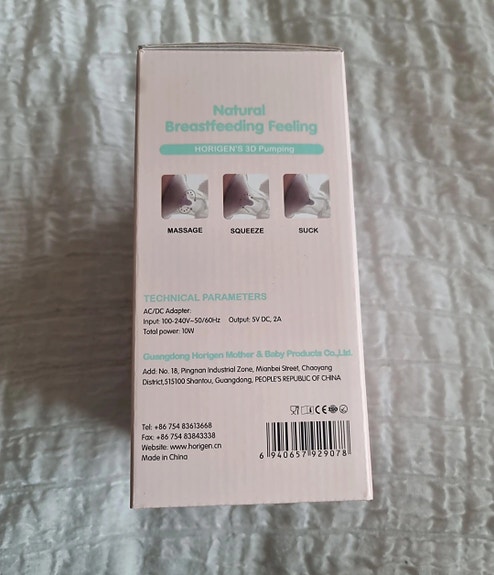 Natural
Breastfeeding Feeling
HORIGEN'S 3D Pumping
MASSAGE SQUEEZE SUCK
TECHNICAL PARAMETERS
AC/DC Adapter:
Input: 100-240V~50/60Hz Output: 5V DC, 2A
Total power: 10W
Guangdong Horigen Mother & Baby Products Co.,Ltd.
Add: No. 18, Pingnan Industrial Zone, Mianbei Street, Chaoyang
District,515100 Shantou, Guangdong, PEOPLE'S REPUBLIC OF CHINA
CE
Tel: +86 754 83613668
Fax: +86 754 83843338
Website: www.horigen.cn
Made in China
6 940657 929078